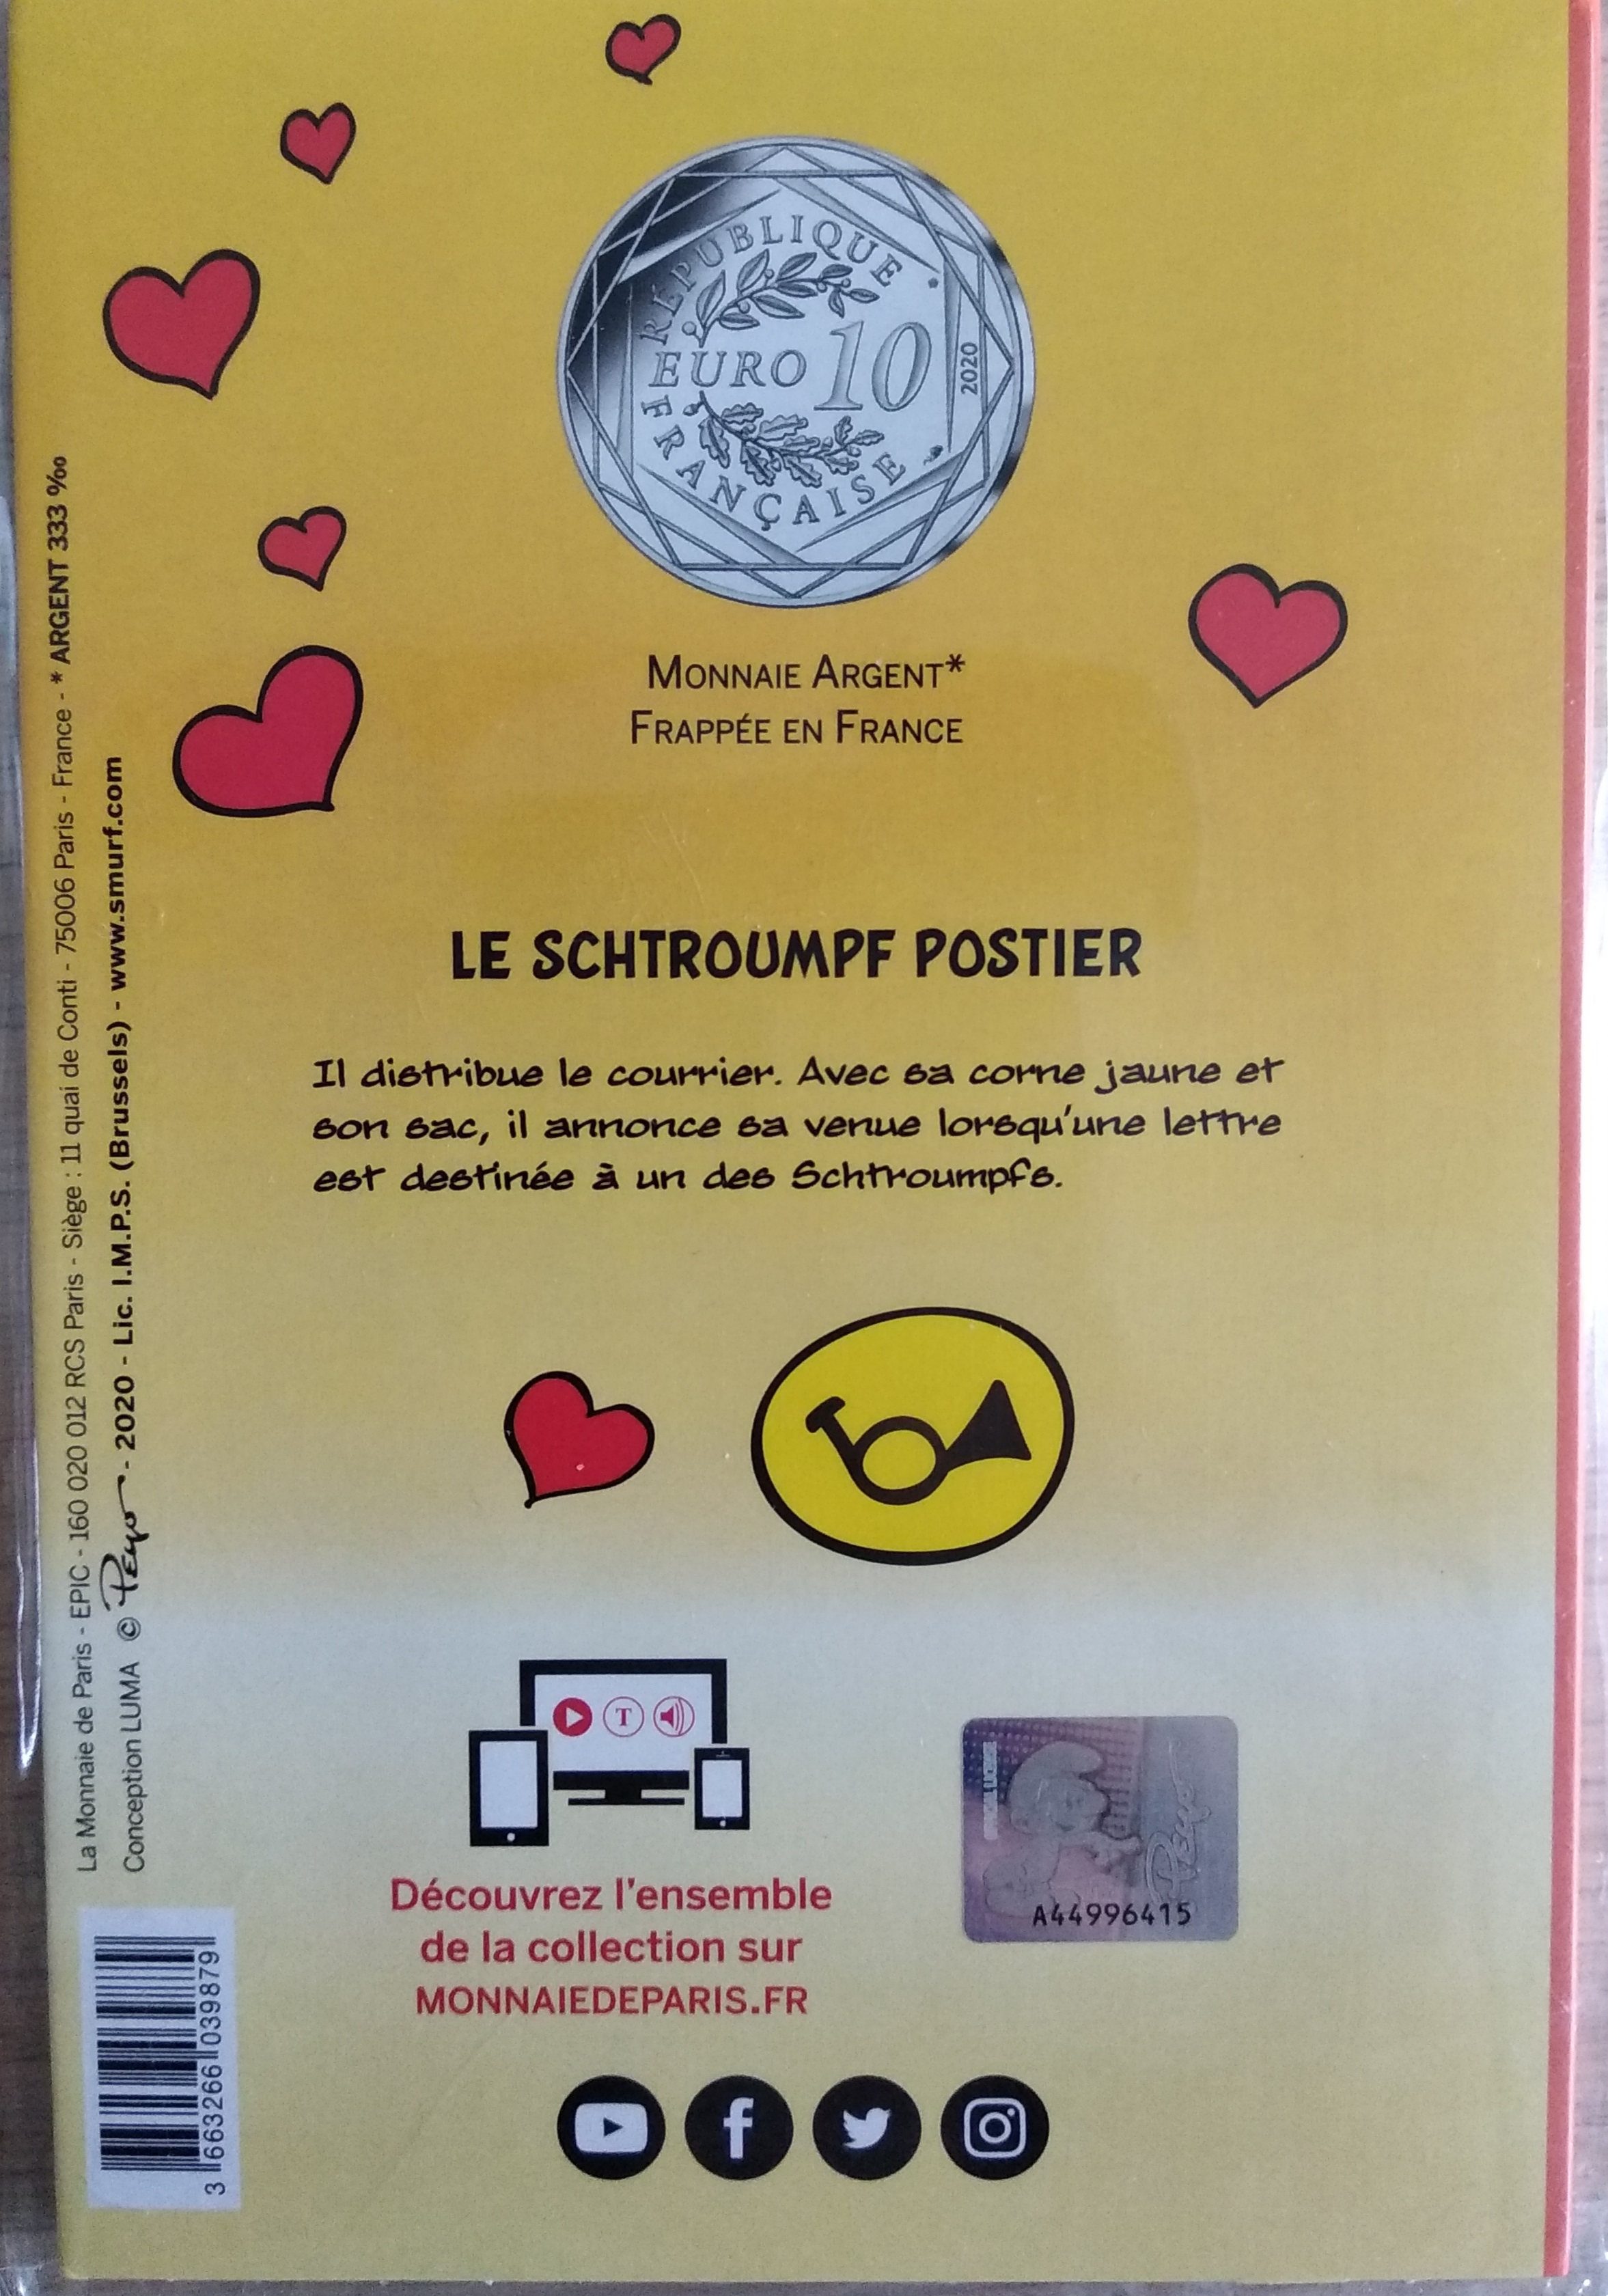 RÉPUBLIQUE
EURO 10
2020
FRANÇAISE
MONNAIE ARGENT*
FRAPPÉE EN FRANCE
LE SCHTROUMPF POSTIER
Il distribue le courrier. Avec sa corne jaune et
son sac, il annonce sa venue lorsqu'une lettre
est destinée à un des Schtroumpfs.
T
Découvrez l'ensemble
de la collection sur
MONNAIEDEPARIS.FR
Peyo
A44996415
La Monnaie de Paris - EPIC - 160 020 012 RCS Paris - Siège : 11 quai de Conti - 75006 Paris - France - * ARGENT 333 ‰
Conception LUMA © Peyo - 2020 - Lic. I.M.P.S. (Brussels) - www.smurf.com
3 663266 039879